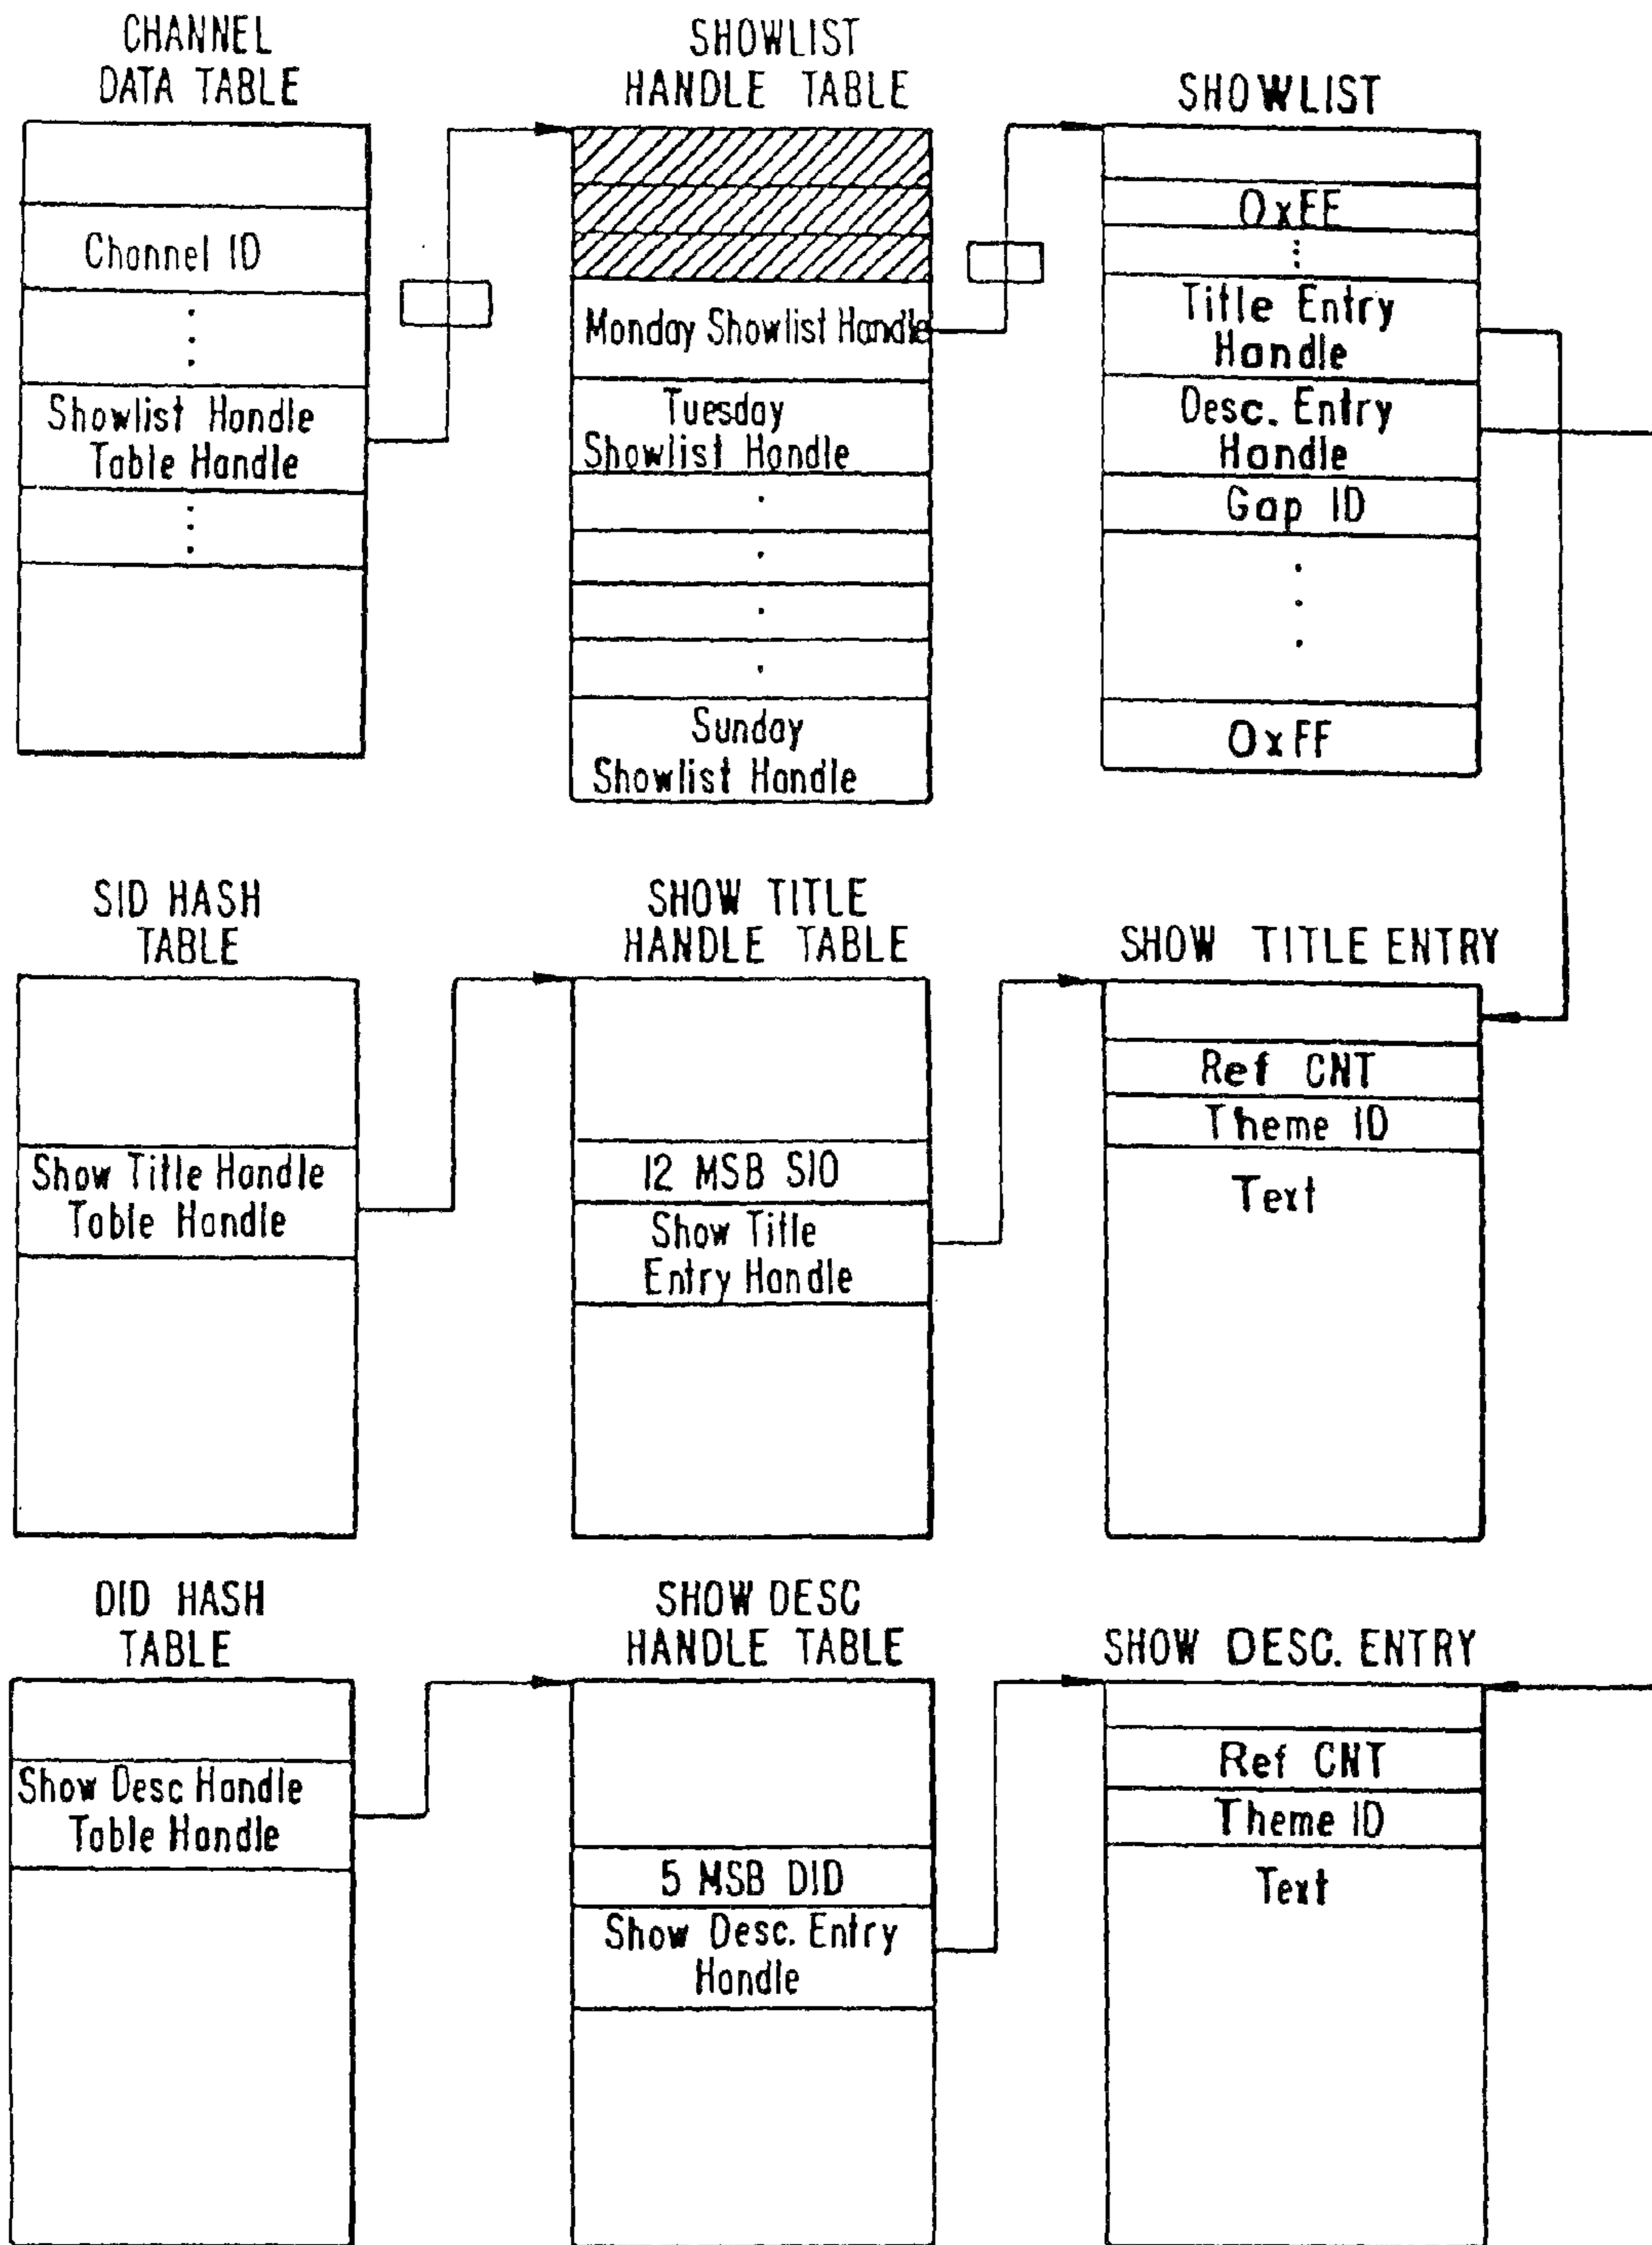 CHANNEL
DATA TABLE
Channel ID
Showlist Handle
Table Handle
SHOWLIST
HANDLE TABLE
Monday Showlist Handle
Tuesday
Showlist Handle
Sunday
Showlist Handle
SHOWLIST
0xFF
Title Entry
Handle
Desc. Entry
Handle
Gap ID
0xFF
SID HASH
TABLE
Show Title Handle
Table Handle
SHOW TITLE
HANDLE TABLE
12 MSB SID
Show Title
Entry Handle
SHOW TITLE ENTRY
Ref CNT
Theme ID
Text
DID HASH
TABLE
Show Desc Handle
Table Handle
SHOW DESC
HANDLE TABLE
5 MSB DID
Show Desc. Entry
Handle
SHOW DESC. ENTRY
Ref CNT
Theme ID
Text